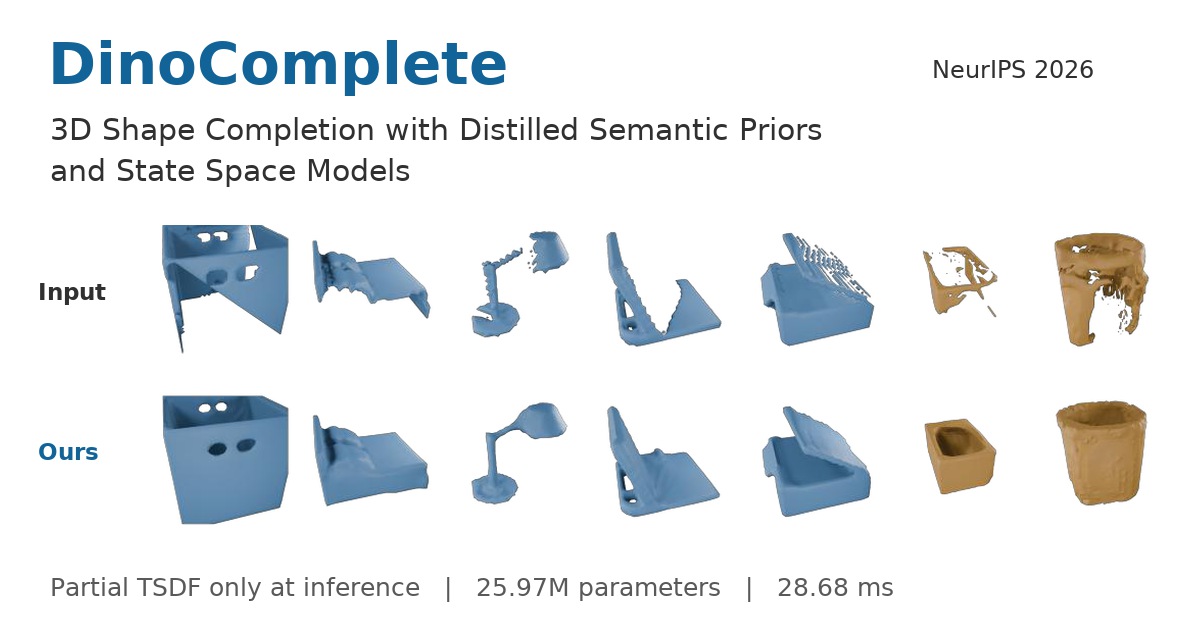 DinoComplete
NeurIPS 2026
3D Shape Completion with Distilled Semantic Priors
and State Space Models
Input
Ours
Partial TSDF only at inference | 25.97M parameters | 28.68 ms